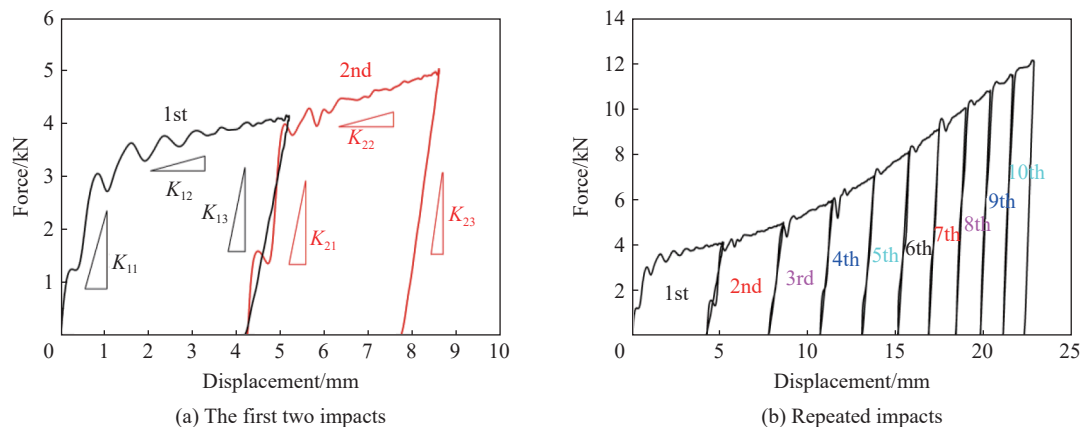 6
5
4
3
2
1
0
1
2
3
4
5
6
7
8
9
10
Force/kN
Displacement/mm
1st
2nd
K11
K12
K13
K21
K22
K23
(a) The first two impacts
14
12
10
8
6
4
2
0
5
10
15
20
25
Force/kN
Displacement/mm
1st
2nd
3rd
4th
5th
6th
7th
8th
9th
10th
(b) Repeated impacts